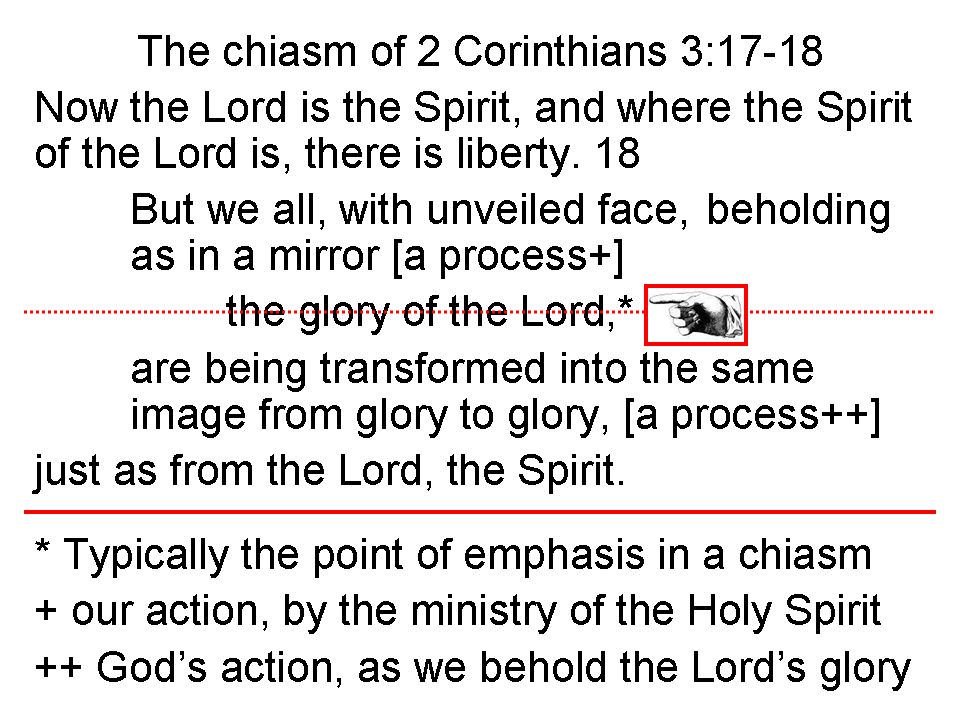 The chiasm of 2 Corinthians 3:17-18
Now the Lord is the Spirit, and where the Spirit
of the Lord is, there is liberty. 18
But we all, with unveiled face, beholding
as in a mirror [a process+]
the glory of the Lord,*
are being transformed into the same
image from glory to glory, [a process++]
just as from the Lord, the Spirit.
* Typically the point of emphasis in a chiasm
+ our action, by the ministry of the Holy Spirit
++ God's action, as we behold the Lord's glory